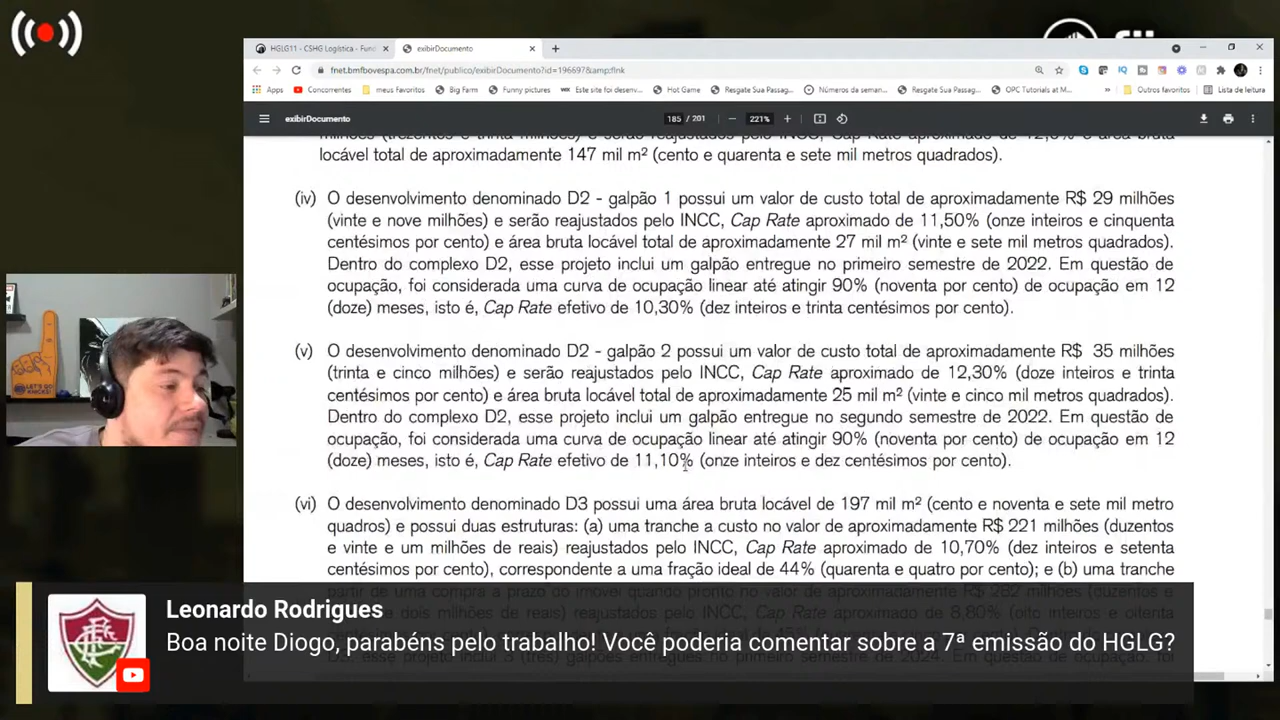 fii
HGLG11 - CSHG Logística - Fund
exibirDocumento
fnet.bmfbovespa.com.br/fnet/publico/exibirDocumento?id=196697&amp;flnk
Apps
Concorrentes
meus Favoritos
Big Farm
Funny pictures
Este site foi desenv...
Hot Game
Resgate Sua Passag...
Números da seman...
Resgate Sua Passag...
OPC Tutorials at M...
»
Outros favoritos
Lista de leitura
exibirDocumento
185 / 201
221%
locável total de aproximadamente 147 mil m² (cento e quarenta e sete mil metros quadrados).
(iv) O desenvolvimento denominado D2 - galpão 1 possui um valor de custo total de aproximadamente R$ 29 milhões
(vinte e nove milhões) e serão reajustados pelo INCC, Cap Rate aproximado de 11,50% (onze inteiros e cinquenta
centésimos por cento) e área bruta locável total de aproximadamente 27 mil m² (vinte e sete mil metros quadrados).
Dentro do complexo D2, esse projeto inclui um galpão entregue no primeiro semestre de 2022. Em questão de
ocupação, foi considerada uma curva de ocupação linear até atingir 90% (noventa por cento) de ocupação em 12
(doze) meses, isto é, Cap Rate efetivo de 10,30% (dez inteiros e trinta centésimos por cento).
(v) O desenvolvimento denominado D2 - galpão 2 possui um valor de custo total de aproximadamente R$ 35 milhões
(trinta e cinco milhões) e serão reajustados pelo INCC, Cap Rate aproximado de 12,30% (doze inteiros e trinta
centésimos por cento) e área bruta locável total de aproximadamente 25 mil m² (vinte e cinco mil metros quadrados).
Dentro do complexo D2, esse projeto inclui um galpão entregue no segundo semestre de 2022. Em questão de
ocupação, foi considerada uma curva de ocupação linear até atingir 90% (noventa por cento) de ocupação em 12
(doze) meses, isto é, Cap Rate efetivo de 11,10% (onze inteiros e dez centésimos por cento).
(vi) O desenvolvimento denominado D3 possui uma área bruta locável de 197 mil m² (cento e noventa e sete mil metro
quadros) e possui duas estruturas: (a) uma tranche a custo no valor de aproximadamente R$ 221 milhões (duzentos
e vinte e um milhões de reais) reajustados pelo INCC, Cap Rate aproximado de 10,70% (dez inteiros e setenta
centésimos por cento), correspondente a uma fração ideal de 44% (quarenta e quatro por cento); e (b) uma tranche
LET'S GO
KNICKS!
Leonardo Rodrigues
Boa noite Diogo, parabéns pelo trabalho! Você poderia comentar sobre a 7ª emissão do HGLG?